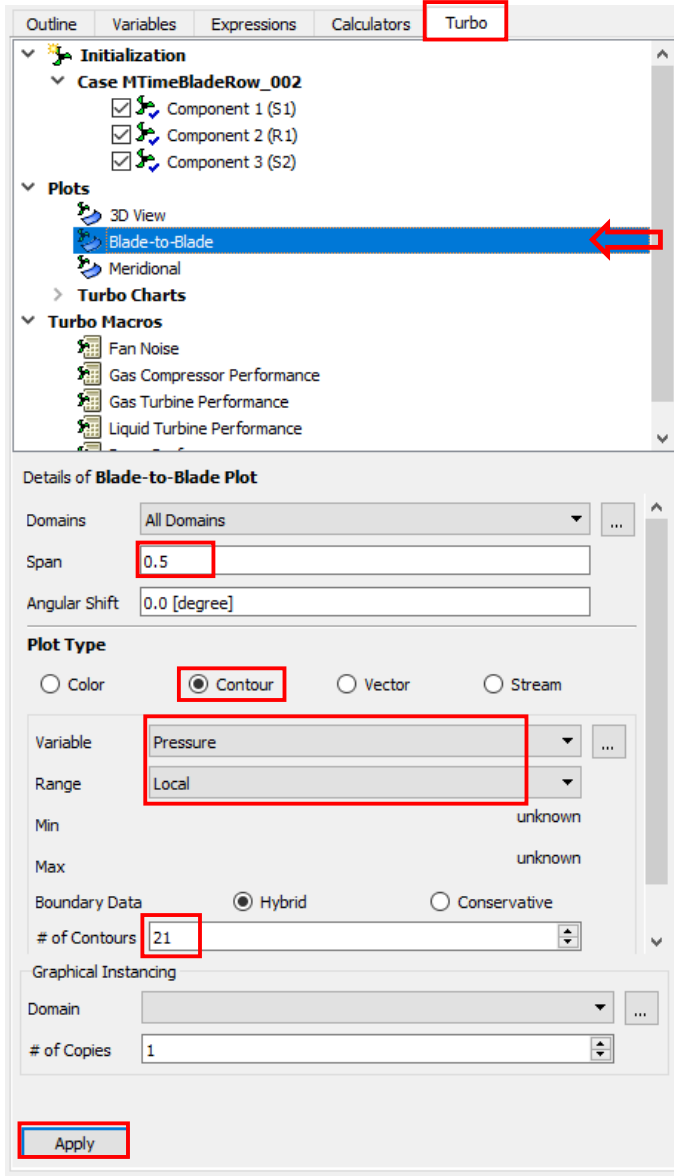 Outline Variables Expressions Calculators Turbo
Initialization
Case MTimeBladeRow_002
Component 1 (S1)
Component 2 (R1)
Component 3 (S2)
Plots
3D View
Blade-to-Blade
Meridional
Turbo Charts
Turbo Macros
Fan Noise
Gas Compressor Performance
Gas Turbine Performance
Liquid Turbine Performance
Details of Blade-to-Blade Plot
Domains All Domains ...
Span 0.5
Angular Shift 0.0 [degree]
Plot Type
Color Contour Vector Stream
Variable Pressure ...
Range Local
Min unknown
Max unknown
Boundary Data Hybrid Conservative
# of Contours 21
Graphical Instancing
Domain ...
# of Copies 1
Apply